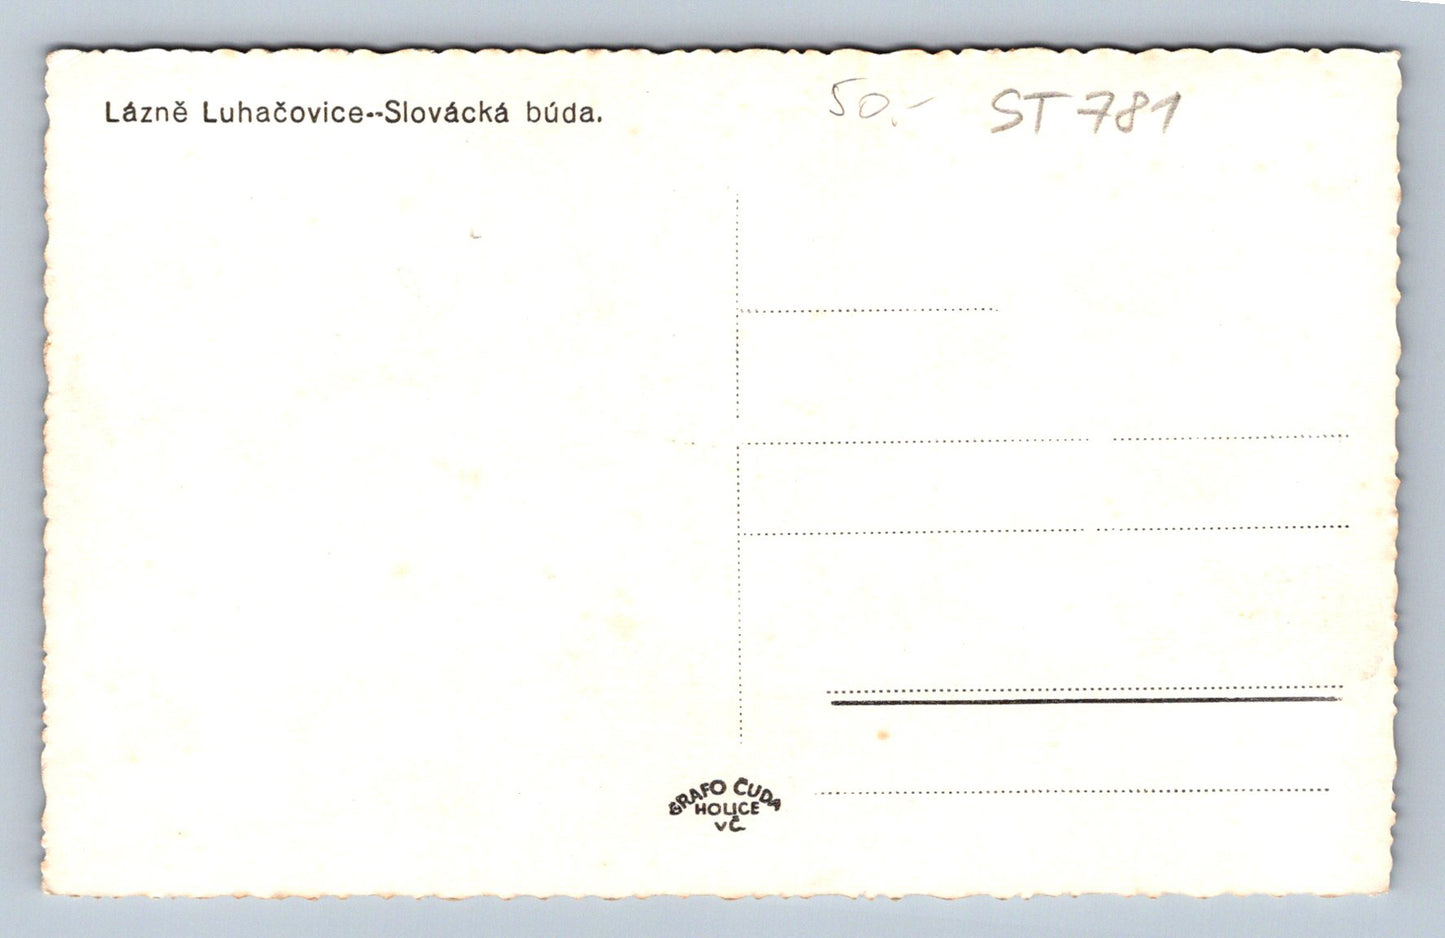 Lázně Luhačovice--Slovácká búda.
50.- ST 781
GRAFO ČUDA
HOLICE
VČ